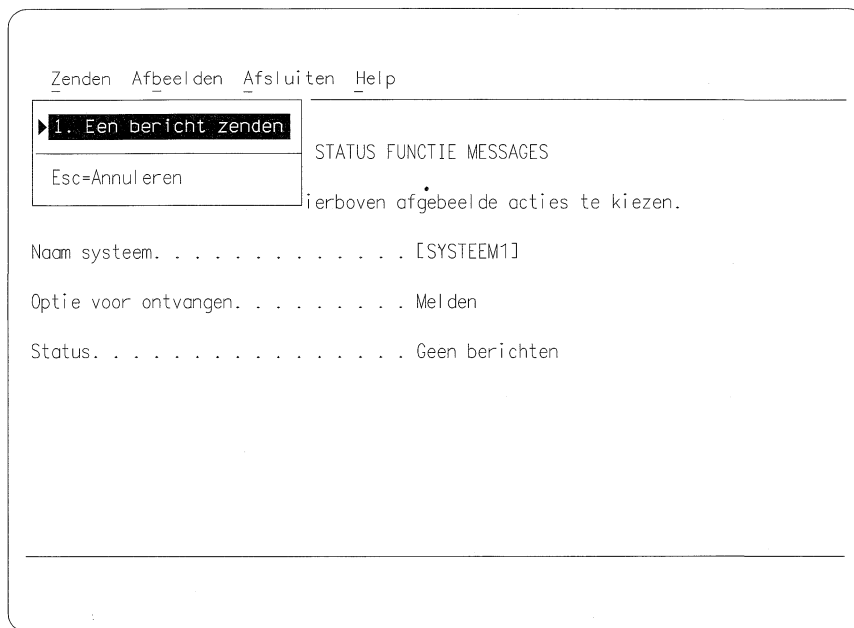 Zenden Afbeelden Afsluiten Help
1. Een bericht zenden
STATUS FUNCTIE MESSAGES
Esc=Annuleren
ierboven afgebeelde acties te kiezen.
Naam systeem. . . . . . . . . . . . . [SYSTEEM1]
Optie voor ontvangen. . . . . . . . . Melden
Status. . . . . . . . . . . . . . . . Geen berichten